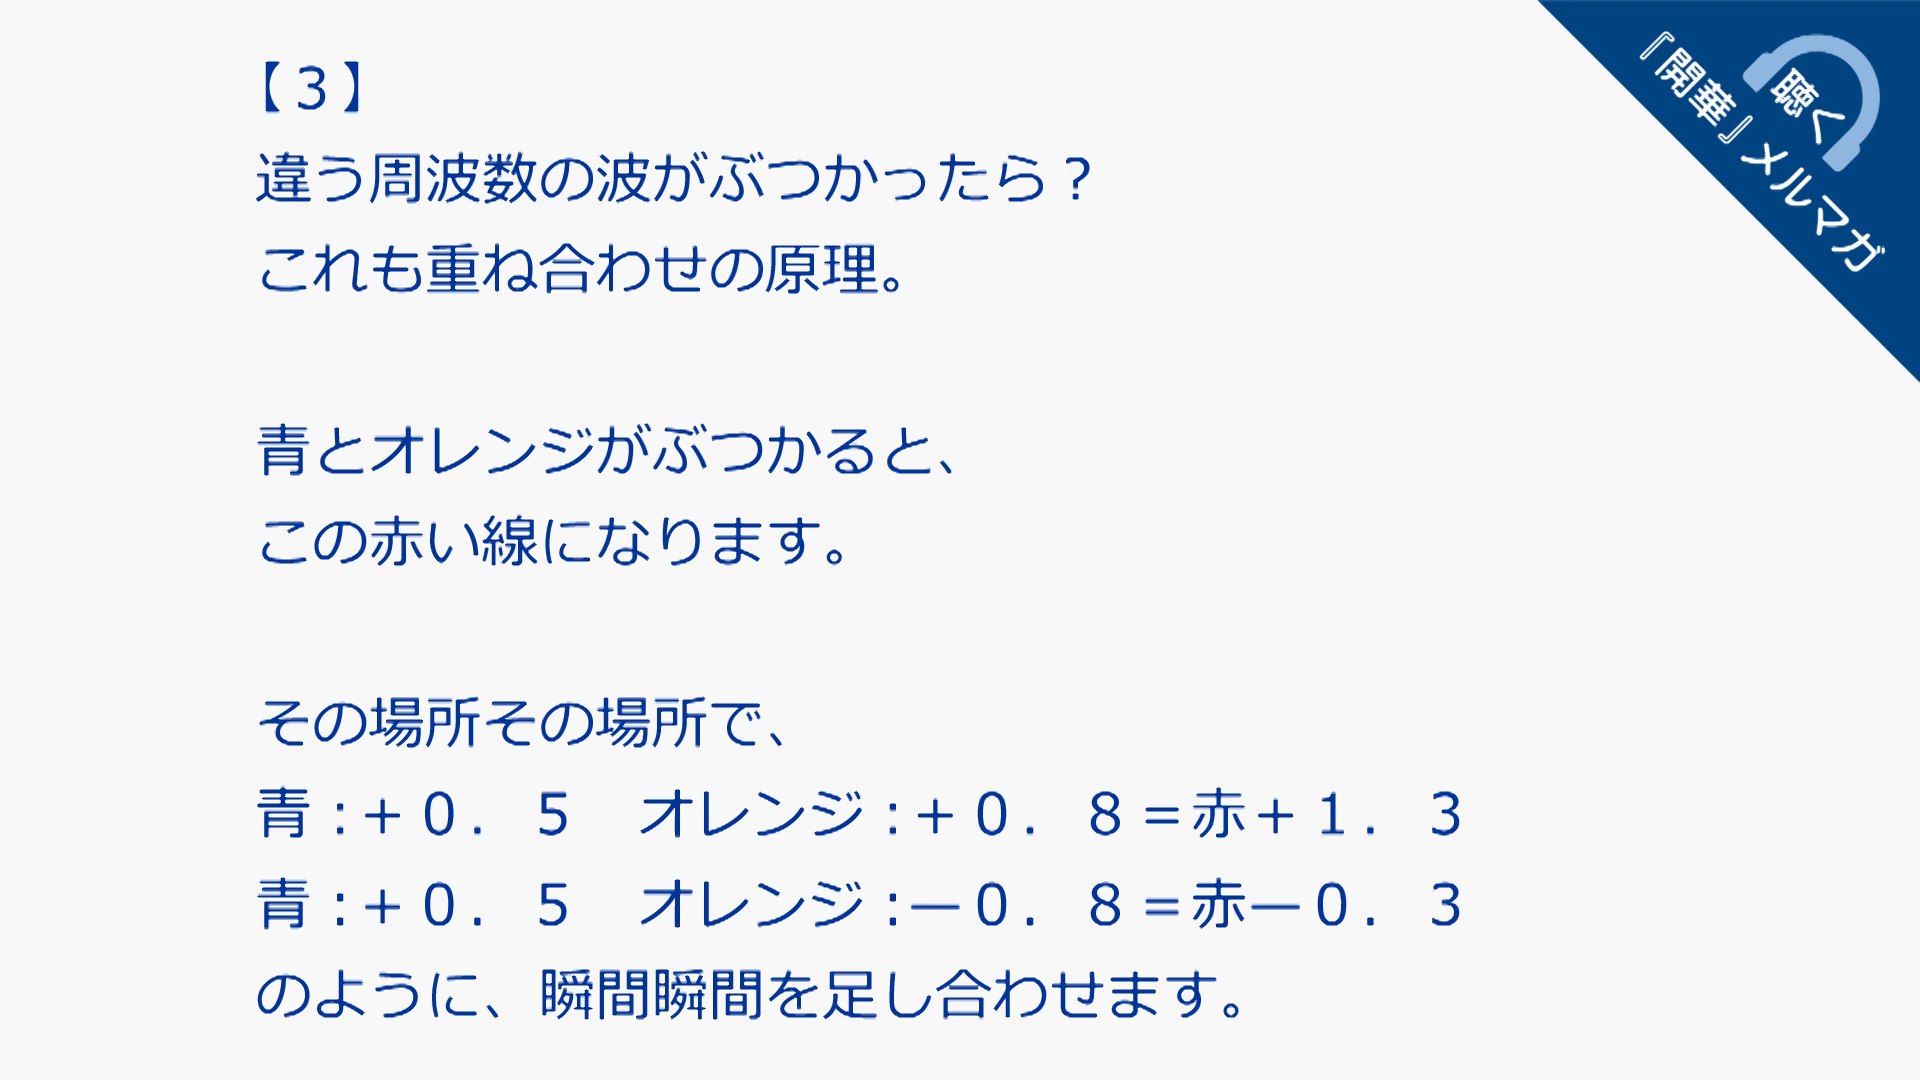 【３】
違う周波数の波がぶつかったら？
これも重ね合わせの原理。
青とオレンジがぶつかると、
この赤い線になります。
その場所その場所で、
青：＋０．５　オレンジ：＋０．８＝赤＋１．３
青：＋０．５　オレンジ：―０．８＝赤―０．３
のように、瞬間瞬間を足し合わせます。
聴く
『開華』メルマガ